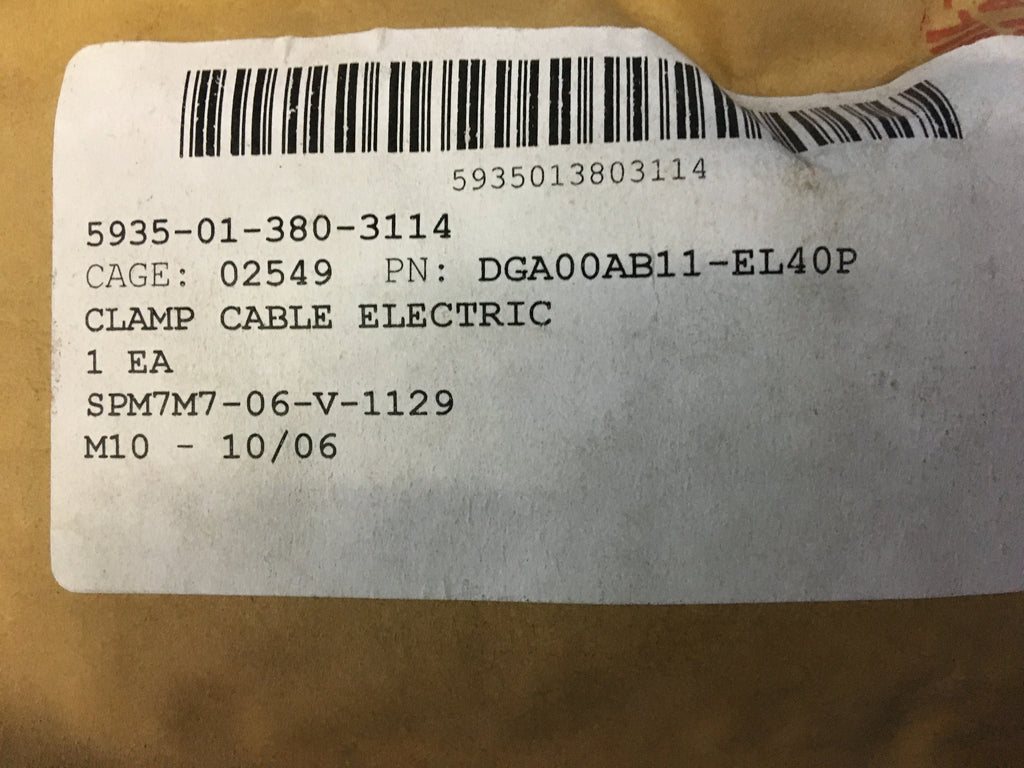 5935013803114
5935-01-380-3114
CAGE: 02549 PN: DGA00AB11-EL40P
CLAMP CABLE ELECTRIC
1 EA
SPM7M7-06-V-1129
M10 - 10/06